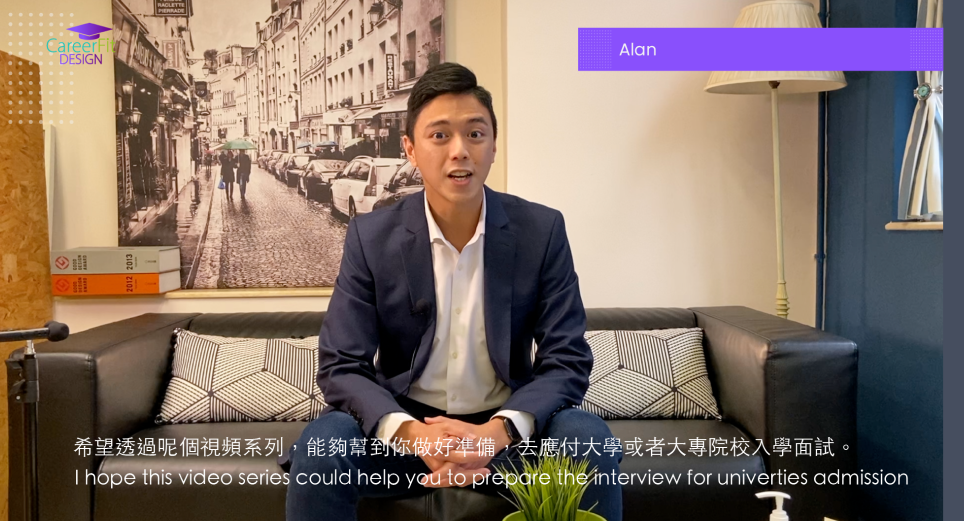 CareerFit
DESIGN
Alan
2013
2012
希望透過呢個視頻系列，能夠幫到你做好準備，去應付大學或者大專院校入學面試。
I hope this video series could help you to prepare the interview for univerties admission